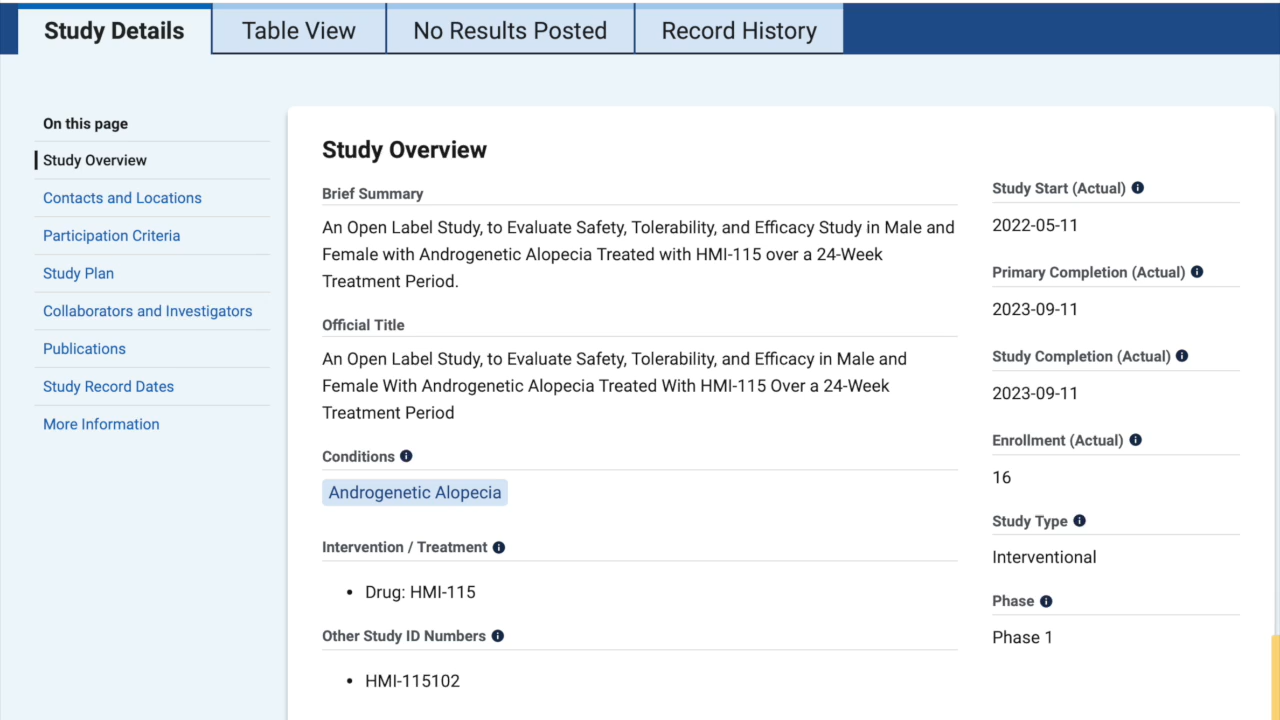 Study Details
Table View
No Results Posted
Record History
On this page
Study Overview
Contacts and Locations
Participation Criteria
Study Plan
Collaborators and Investigators
Publications
Study Record Dates
More Information
Study Overview
Brief Summary
An Open Label Study, to Evaluate Safety, Tolerability, and Efficacy Study in Male and
Female with Androgenetic Alopecia Treated with HMI-115 over a 24-Week
Treatment Period.
Official Title
An Open Label Study, to Evaluate Safety, Tolerability, and Efficacy in Male and
Female With Androgenetic Alopecia Treated With HMI-115 Over a 24-Week
Treatment Period
Conditions
Androgenetic Alopecia
Intervention / Treatment
• Drug: HMI-115
Other Study ID Numbers
• HMI-115102
Study Start (Actual)
2022-05-11
Primary Completion (Actual)
2023-09-11
Study Completion (Actual)
2023-09-11
Enrollment (Actual)
16
Study Type
Interventional
Phase
Phase 1